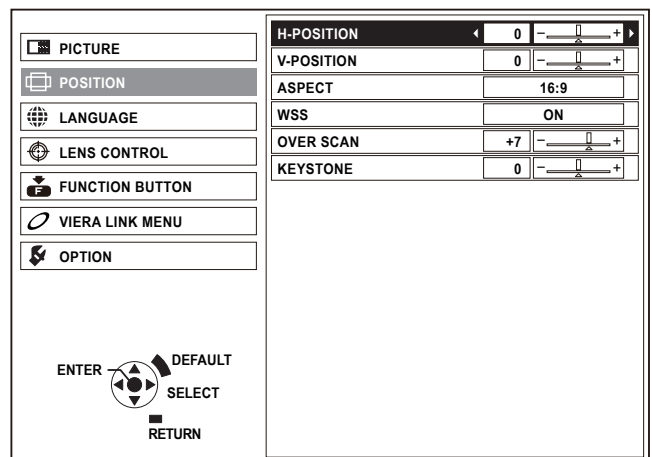 PICTURE
POSITION
LANGUAGE
LENS CONTROL
FUNCTION BUTTON
VIERA LINK MENU
OPTION
ENTER
DEFAULT
SELECT
RETURN
H-POSITION 0 - +
V-POSITION 0 - +
ASPECT 16:9
WSS ON
OVER SCAN +7 - +
KEYSTONE 0 - +
F